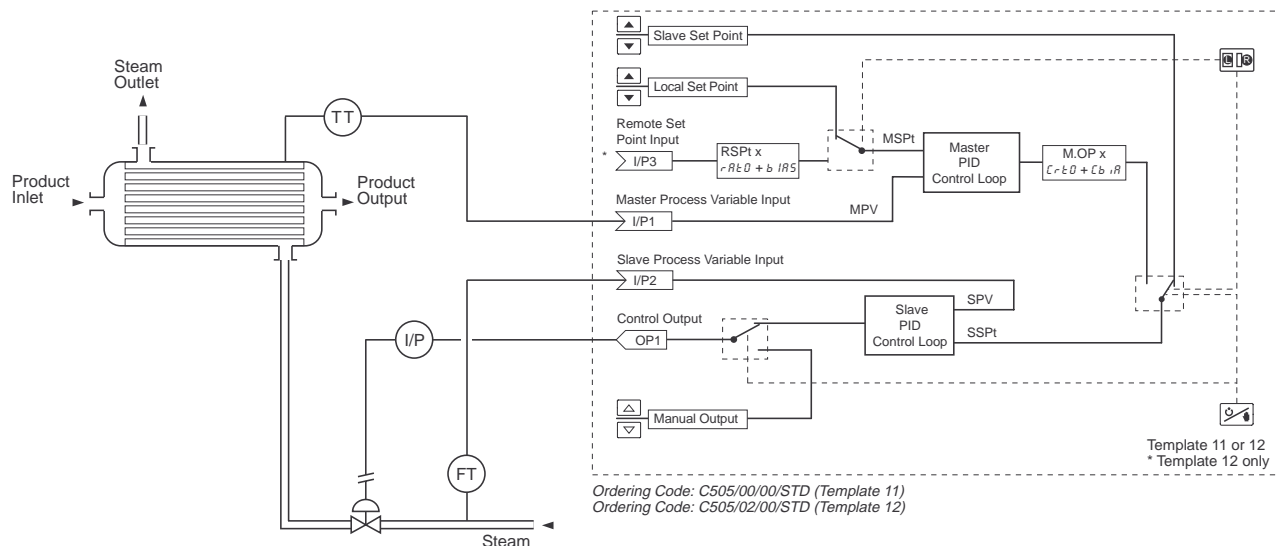 Steam
Outlet
TT
Product
Inlet
Product
Output
I/P
FT
Steam
Slave Set Point
Local Set Point
Remote Set
Point Input
* I/P3
RSPt x
rAtO + bIAS
MSPt
Master
PID
Control Loop
M.OP x
CrtO + CbIA
L R
Master Process Variable Input
I/P1
MPV
Slave Process Variable Input
I/P2
SPV
Slave
PID
Control Loop
SSPt
Control Output
OP1
Manual Output
Template 11 or 12
* Template 12 only
Ordering Code: C505/00/00/STD (Template 11)
Ordering Code: C505/02/00/STD (Template 12)